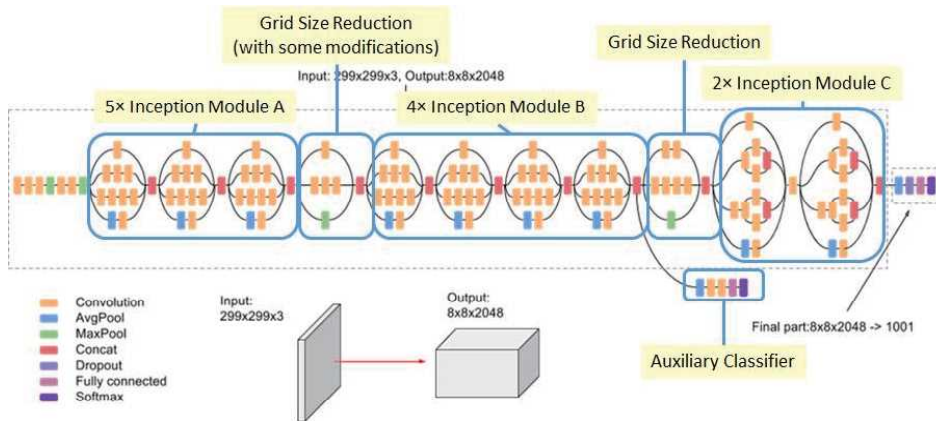 Grid Size Reduction
(with some modifications)
Grid Size Reduction
Input: 299x299x3, Output:8x8x2048
5× Inception Module A
4× Inception Module B
2× Inception Module C
Convolution
AvgPool
MaxPool
Concat
Dropout
Fully connected
Softmax
Input:
299x299x3
Output:
8x8x2048
Final part:8x8x2048 -> 1001
Auxiliary Classifier